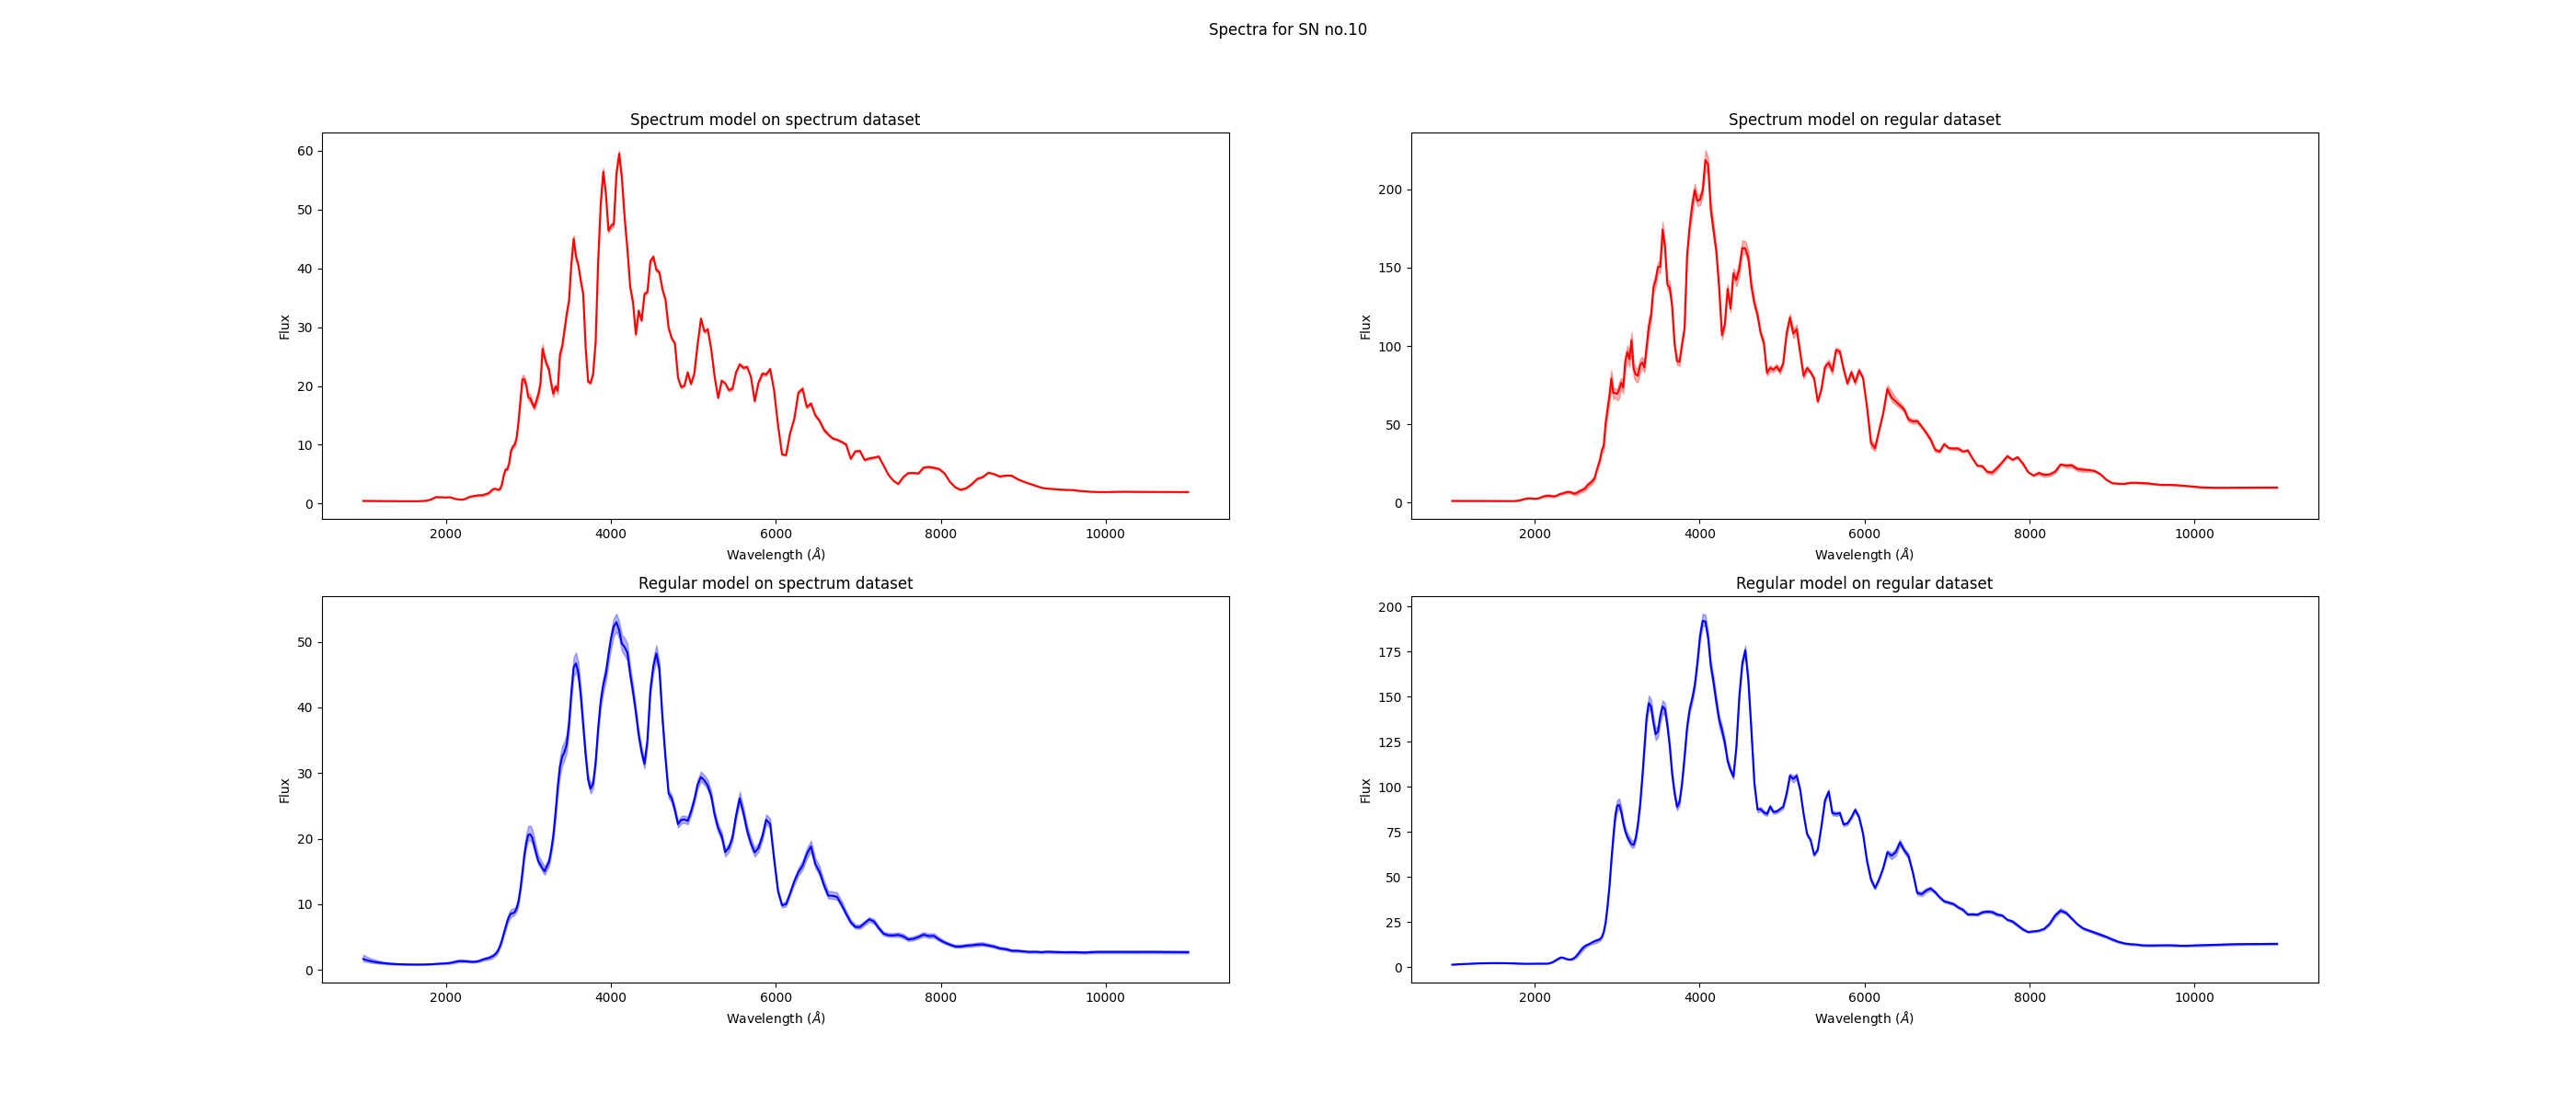 Spectra for SN no.10
Spectrum model on spectrum dataset
60
50
40
30
20
10
0
Flux
2000 4000 6000 8000 10000
Wavelength (Å)
Spectrum model on regular dataset
200
150
100
50
0
Flux
2000 4000 6000 8000 10000
Wavelength (Å)
Regular model on spectrum dataset
50
40
30
20
10
0
Flux
2000 4000 6000 8000 10000
Wavelength (Å)
Regular model on regular dataset
200
175
150
125
100
75
50
25
0
Flux
2000 4000 6000 8000 10000
Wavelength (Å)